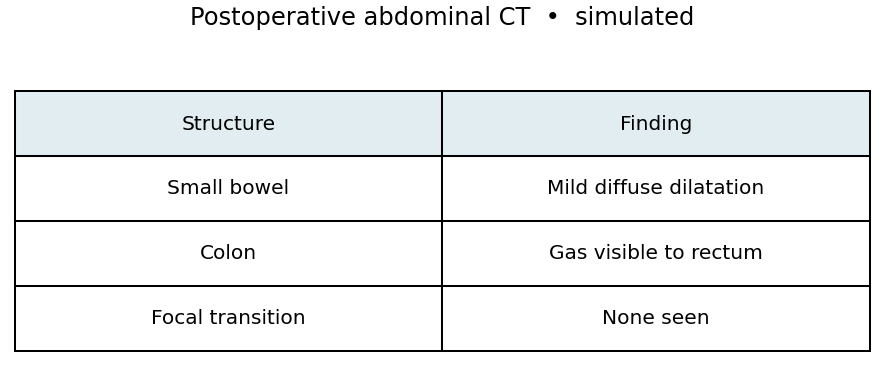 Postoperative abdominal CT • simulated
Structure Finding
Small bowel Mild diffuse dilatation
Colon Gas visible to rectum
Focal transition None seen